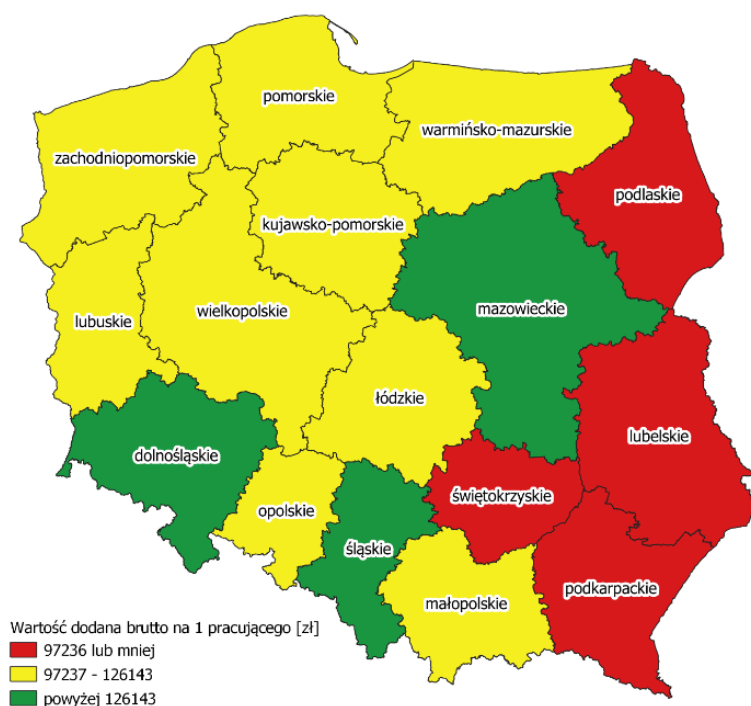 pomorskie
warmińsko-mazurskie
zachodniopomorskie
podlaskie
kujawsko-pomorskie
wielkopolskie
mazowieckie
lubuskie
łódzkie
dolnośląskie
lubelskie
świętokrzyskie
opolskie
śląskie
podkarpackie
małopolskie
Wartość dodana brutto na 1 pracującego [zł]
97236 lub mniej
97237 - 126143
powyżej 126143